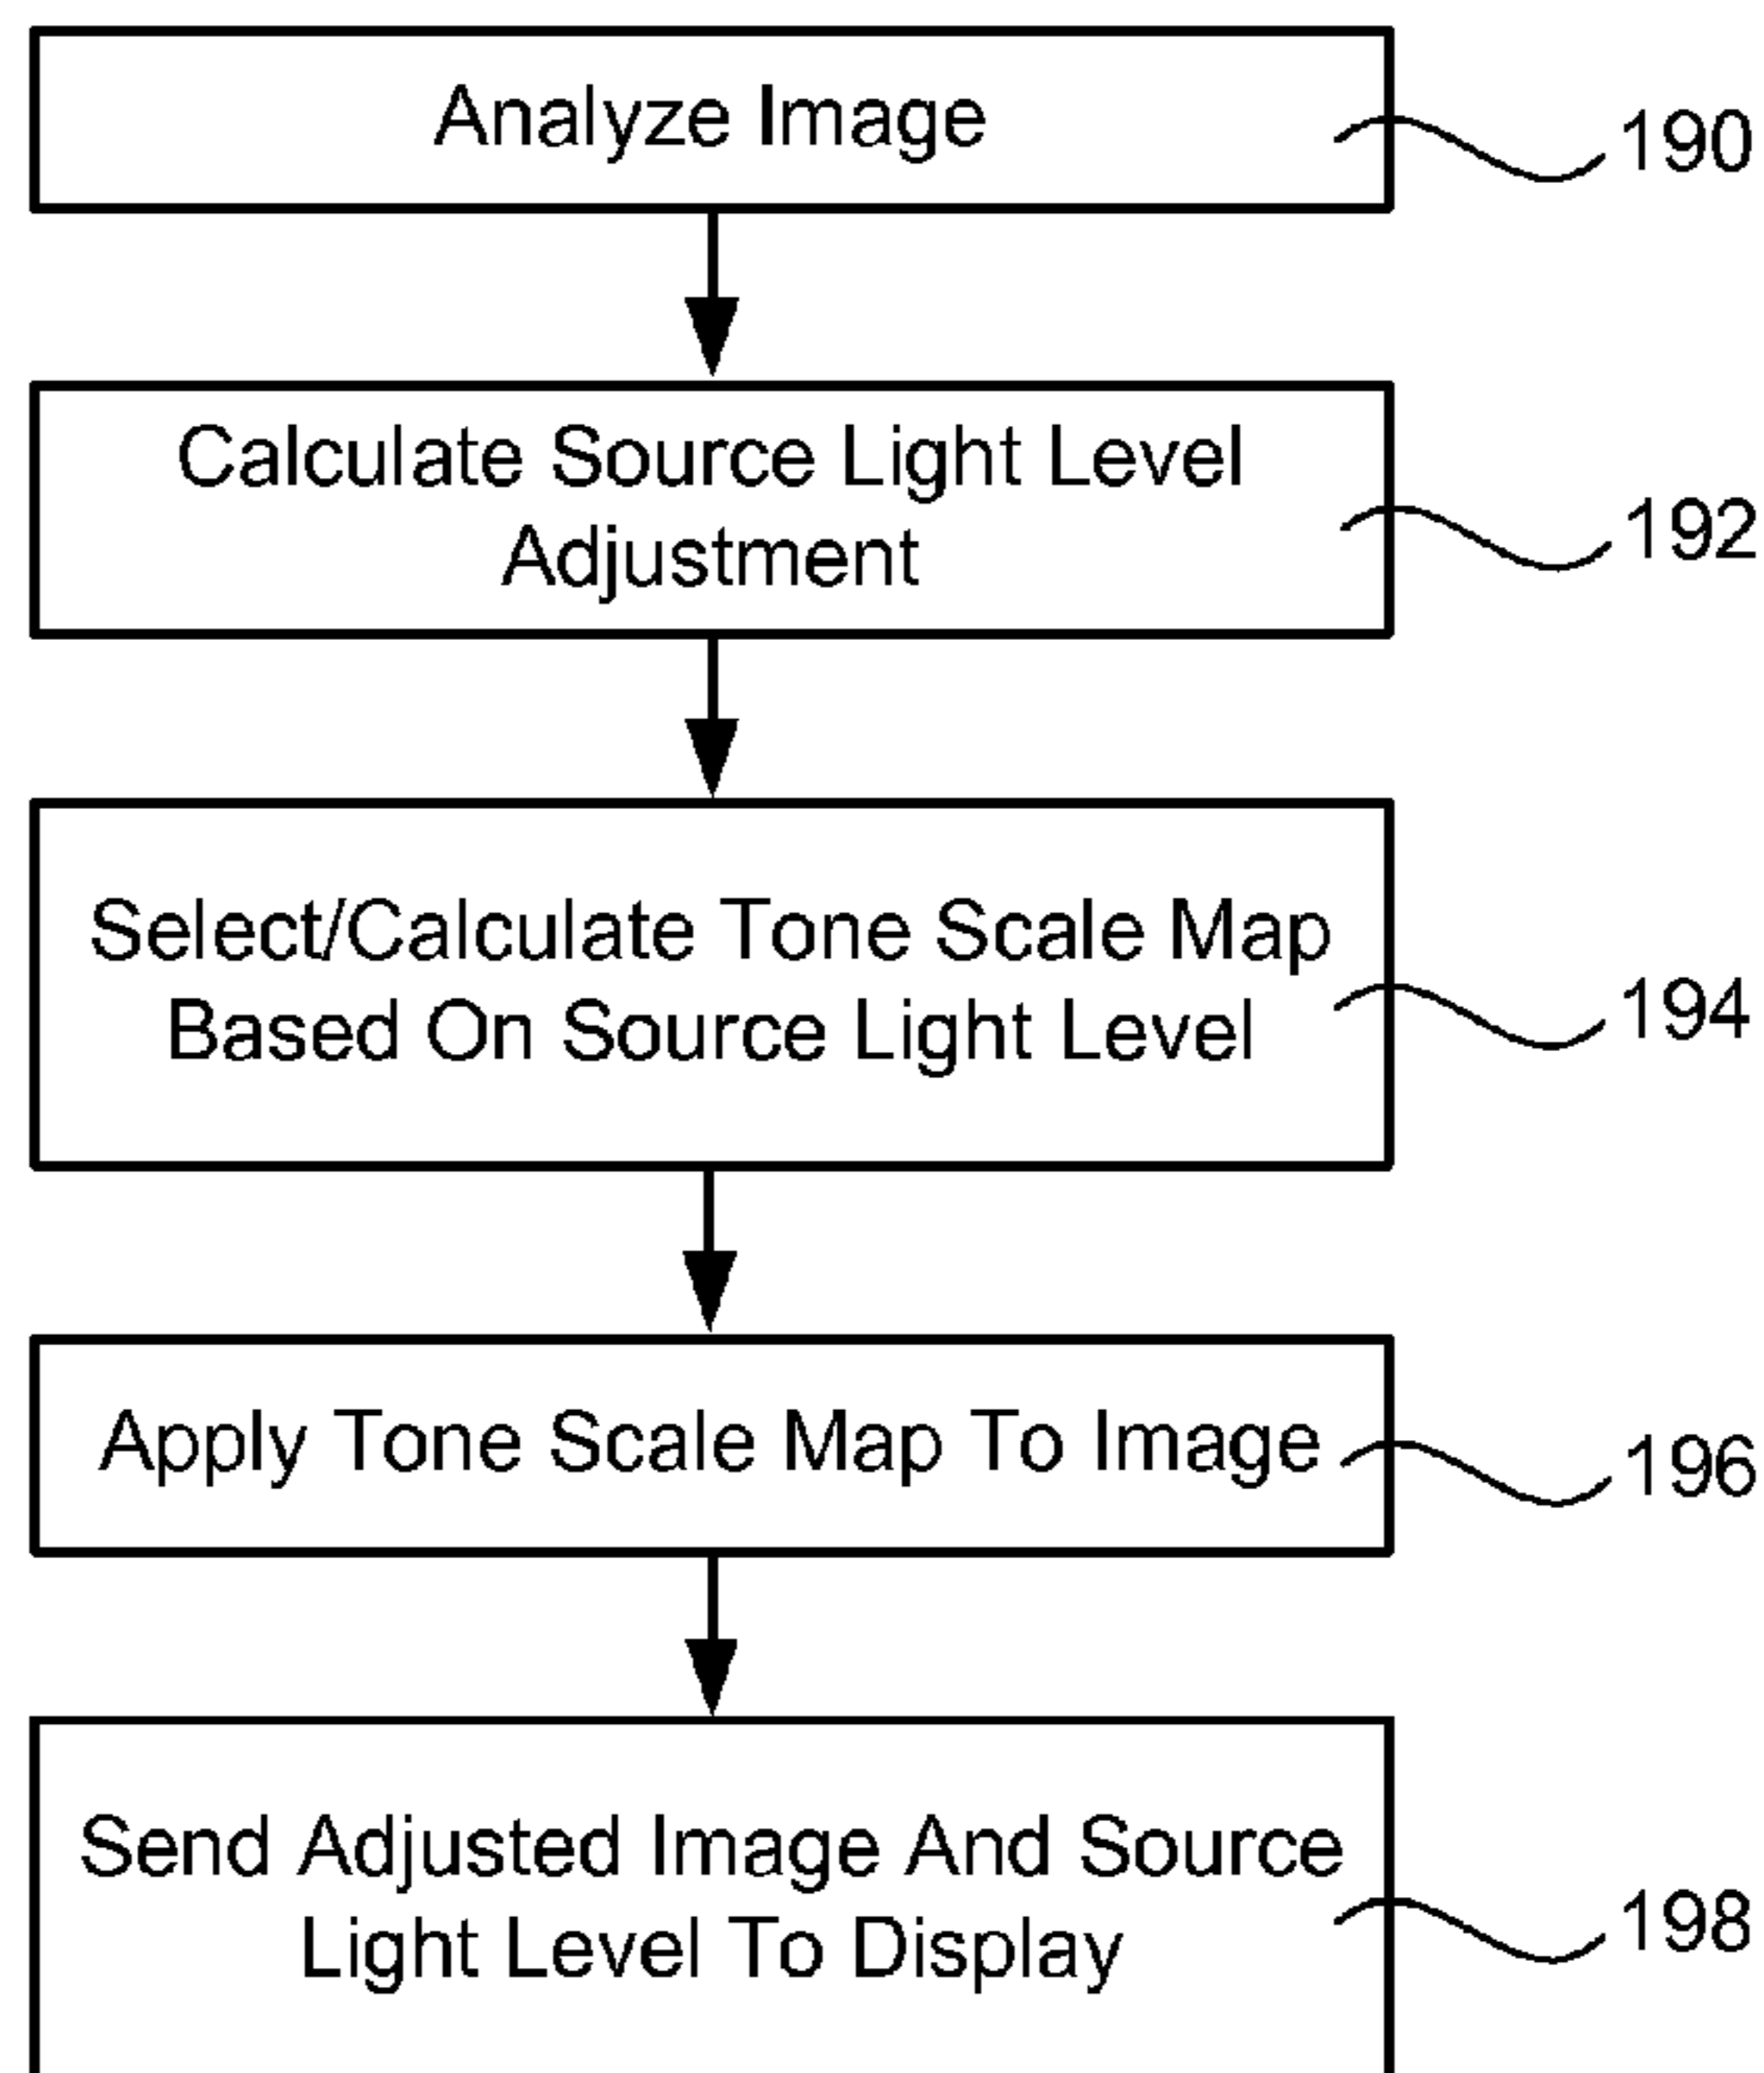 Analyze Image
190
Calculate Source Light Level
Adjustment
192
Select/Calculate Tone Scale Map
Based On Source Light Level
194
Apply Tone Scale Map To Image
196
Send Adjusted Image And Source
Light Level To Display
198